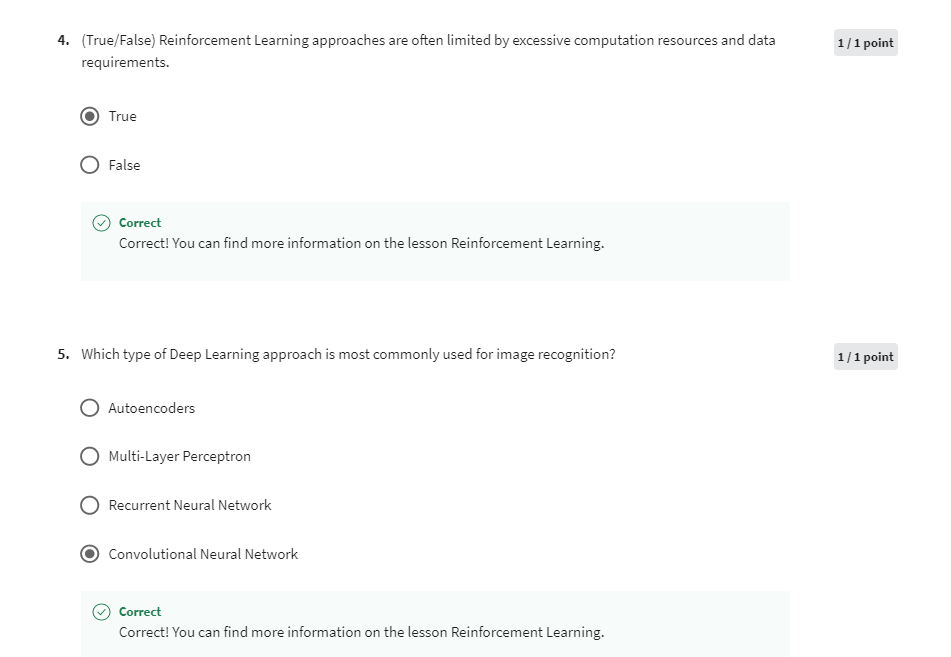 4. (True/False) Reinforcement Learning approaches are often limited by excessive computation resources and data
requirements.
1 / 1 point
True
False
Correct
Correct! You can find more information on the lesson Reinforcement Learning.
5. Which type of Deep Learning approach is most commonly used for image recognition?
1 / 1 point
Autoencoders
Multi-Layer Perceptron
Recurrent Neural Network
Convolutional Neural Network
Correct
Correct! You can find more information on the lesson Reinforcement Learning.